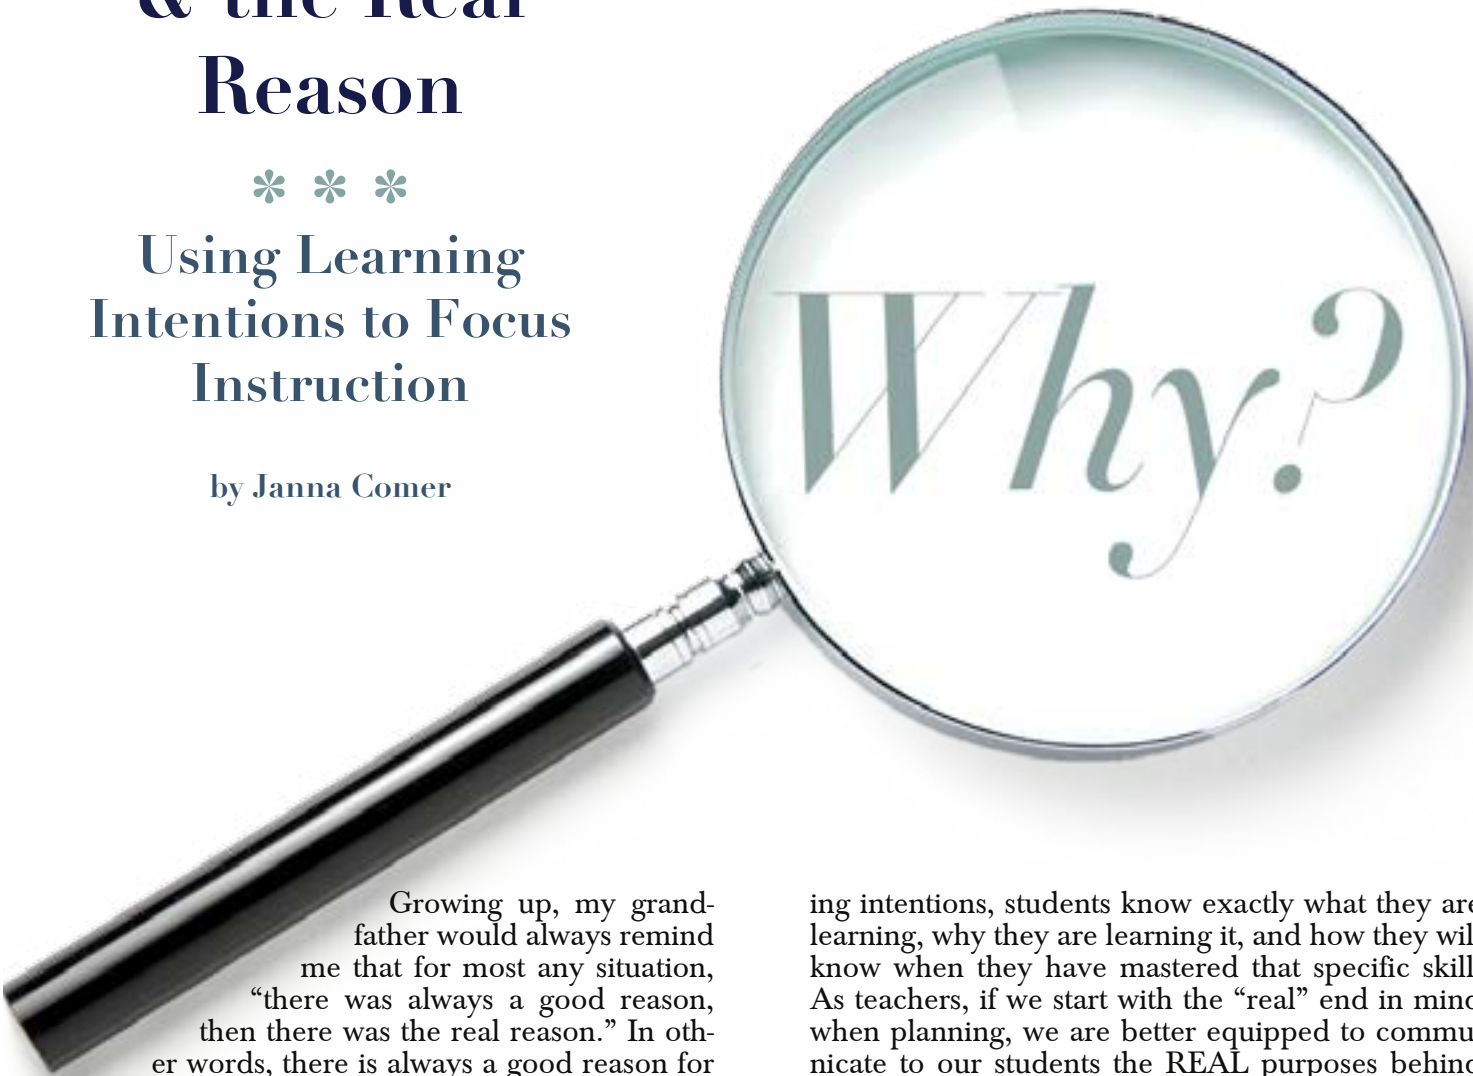 & the Real
Reason
Using Learning
Intentions to Focus
Instruction
by Janna Comer
Why?
Growing up, my grand-
father would always remind
me that for most any situation,
“there was always a good reason,
then there was the real reason.” In oth-
er words, there is always a good reason for
ing intentions, students know exactly what they are
learning, why they are learning it, and how they wil
know when they have mastered that specific skill
As teachers, if we start with the “real” end in mind
when planning, we are better equipped to commu
nicate to our students the REAL purposes behind